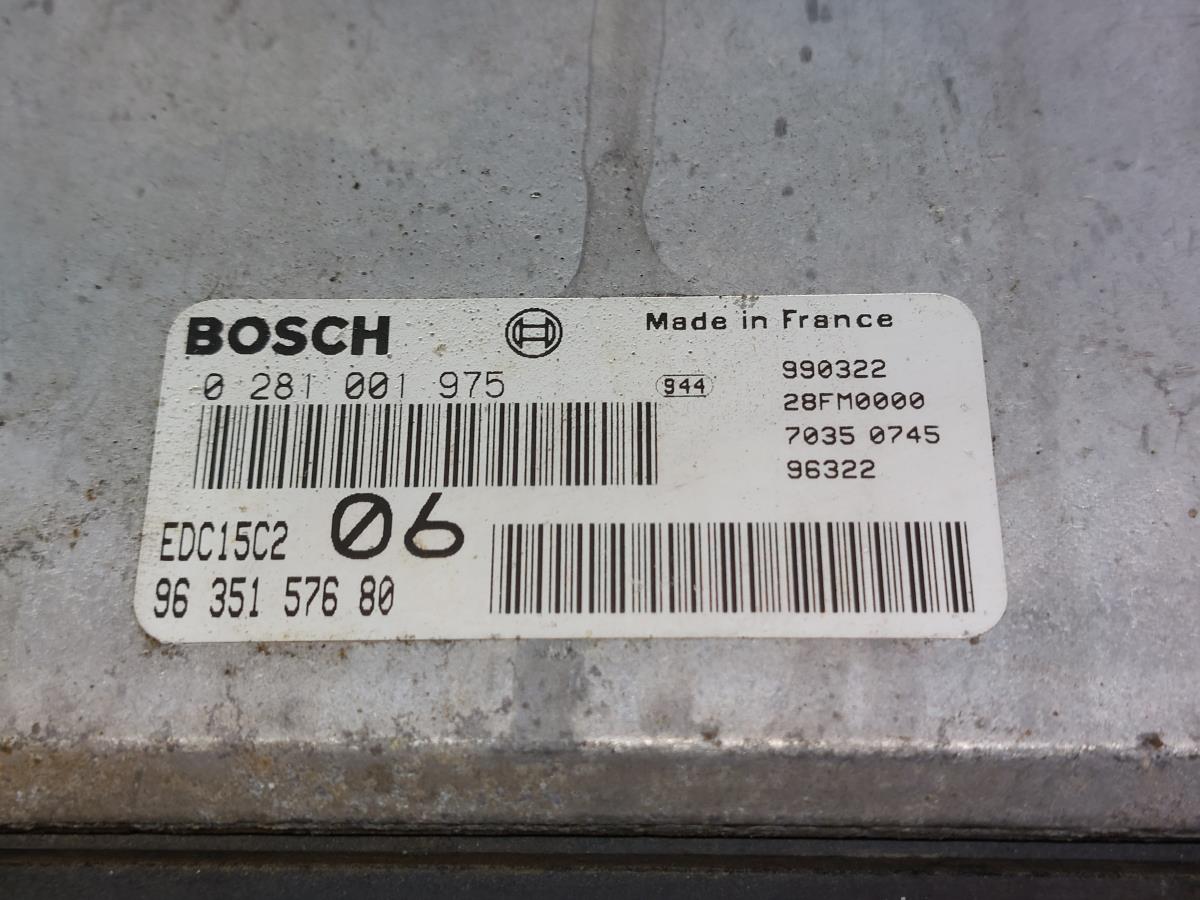 BOSCH
Made in France
0 281 001 975
944
990322
28FM0000
7035 0745
96322
EDC15C2 06
96 351 576 80